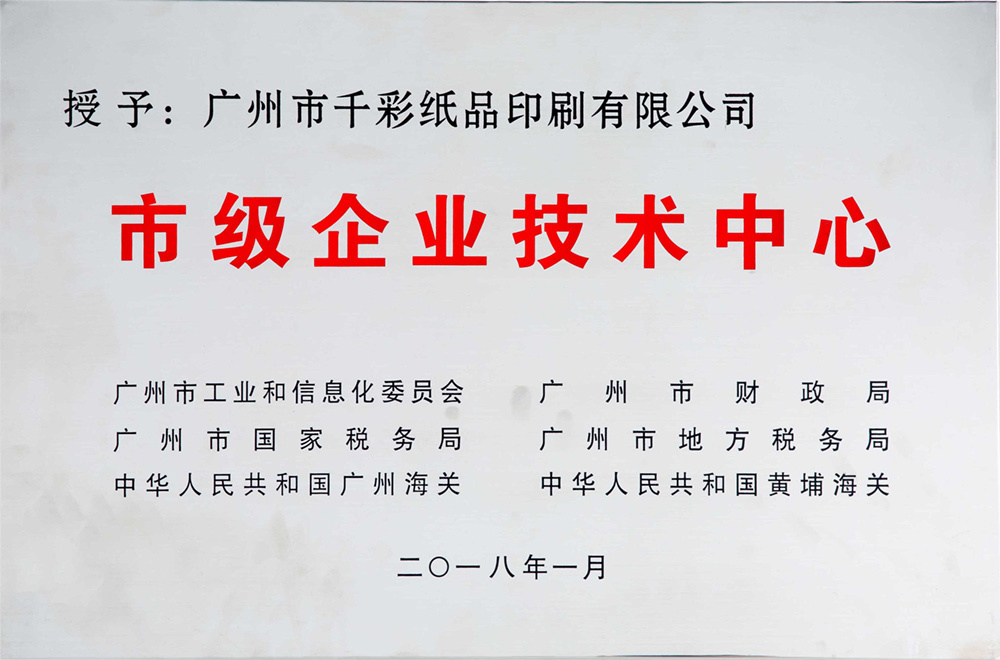 授予：广州市千彩纸品印刷有限公司
市级企业技术中心
广州市工业和信息化委员会 广州市财政局
广州市国家税务局 广州市地方税务局
中华人民共和国广州海关 中华人民共和国黄埔海关
二〇一八年一月